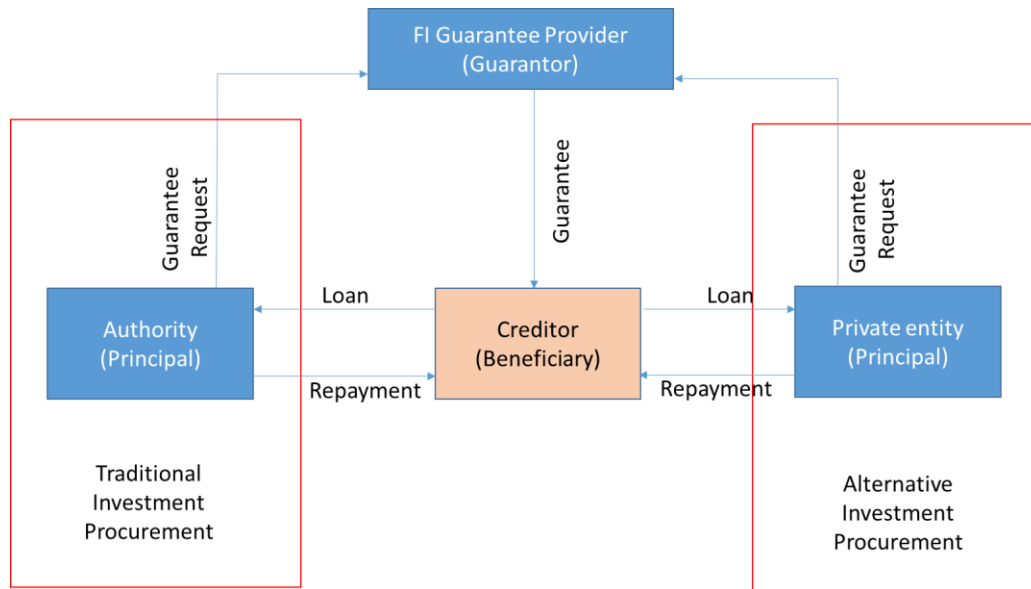 FI Guarantee Provider
(Guarantor)
Guarantee
Request
Guarantee
Guarantee
Request
Loan
Loan
Authority
(Principal)
Creditor
(Beneficiary)
Private entity
(Principal)
Repayment
Repayment
Traditional
Investment
Procurement
Alternative
Investment
Procurement